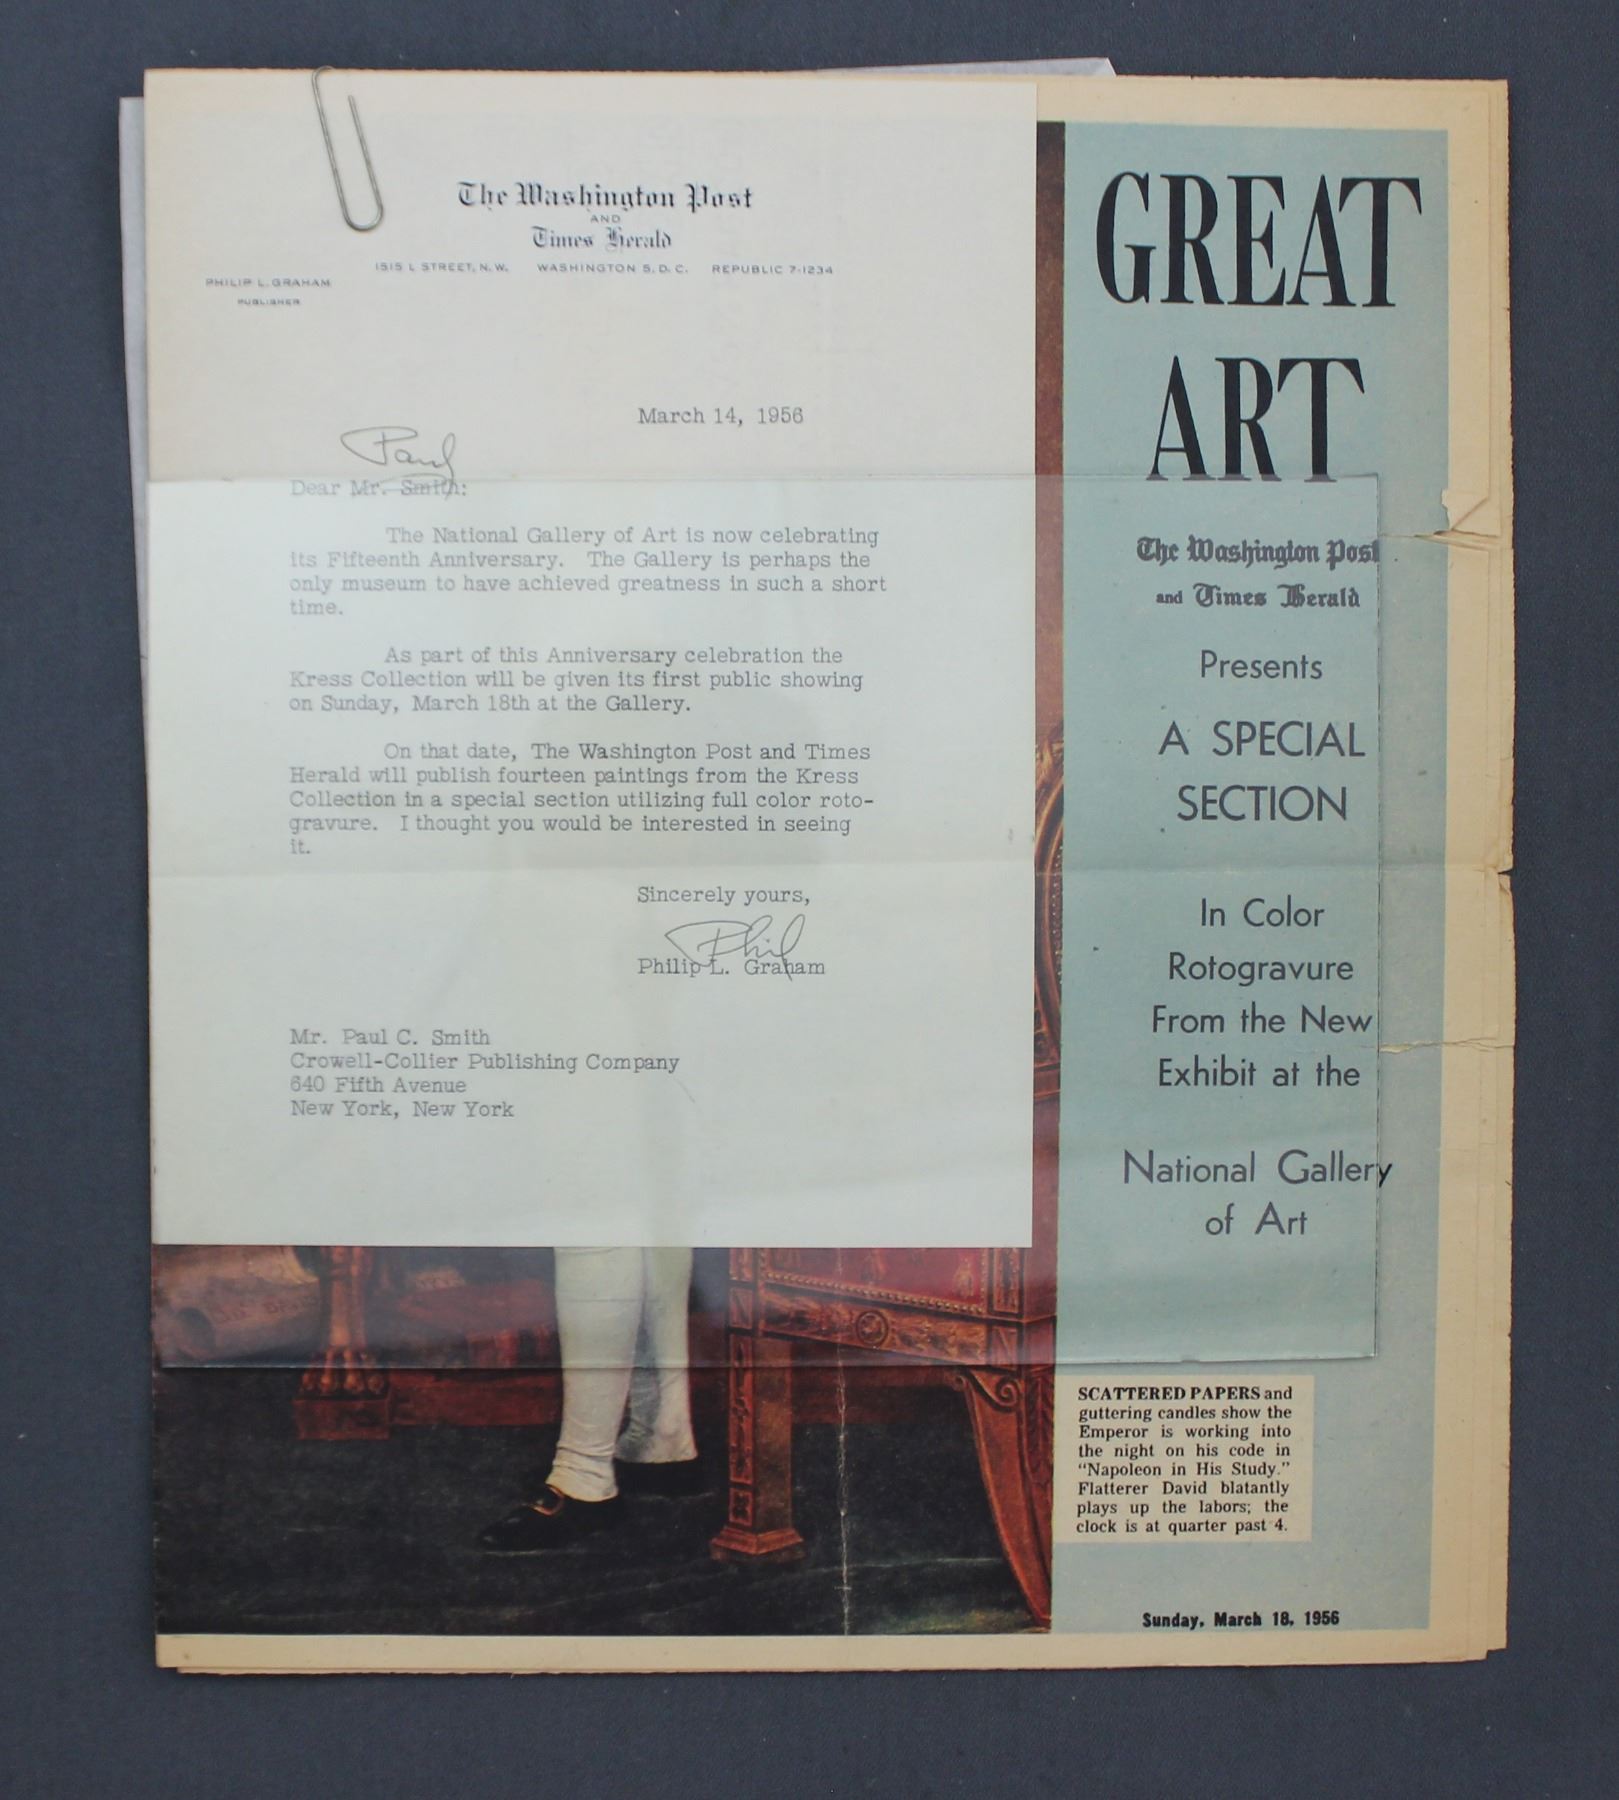 The Washington Post
AND
Times Herald
1515 L STREET, N.W. WASHINGTON 5, D.C. REPUBLIC 7-1234
PHILIP L. GRAHAM
PUBLISHER
March 14, 1956
Paul
Dear Mr. Smith:
The National Gallery of Art is now celebrating
its Fifteenth Anniversary. The Gallery is perhaps the
only museum to have achieved greatness in such a short
time.
As part of this Anniversary celebration the
Kress Collection will be given its first public showing
on Sunday, March 18th at the Gallery.
On that date, The Washington Post and Times
Herald will publish fourteen paintings from the Kress
Collection in a special section utilizing full color roto-
gravure. I thought you would be interested in seeing
it.
Sincerely yours,
Phil
Philip L. Graham
Mr. Paul C. Smith
Crowell-Collier Publishing Company
640 Fifth Avenue
New York, New York
GREAT
ART
The Washington Post
and Times Herald
Presents
A SPECIAL
SECTION
In Color
Rotogravure
From the New
Exhibit at the
National Gallery
of Art
SCATTERED PAPERS and
guttering candles show the
Emperor is working into
the night on his code in
"Napoleon in His Study."
Flatterer David blatantly
plays up the labors; the
clock is at quarter past 4.
Sunday, March 18, 1956